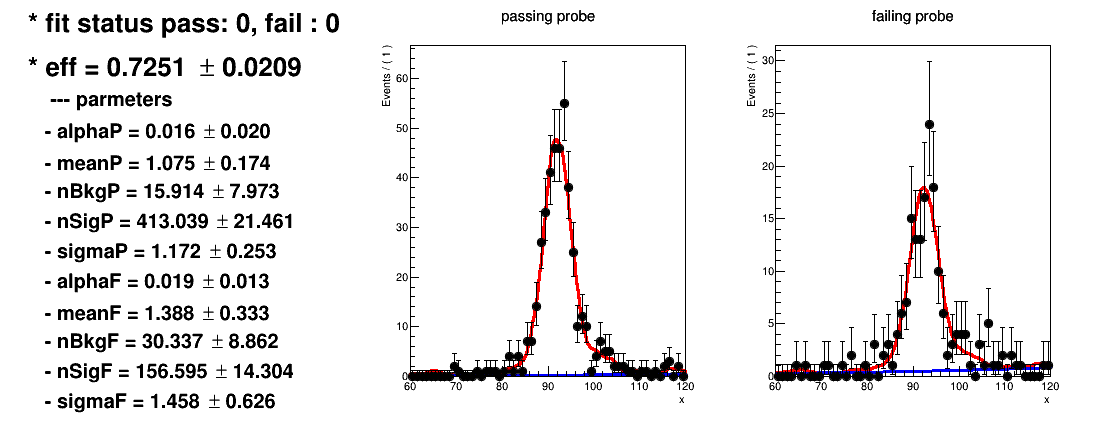 * fit status pass: 0, fail : 0
* eff = 0.7251 ± 0.0209
--- parmeters
- alphaP = 0.016 ± 0.020
- meanP = 1.075 ± 0.174
- nBkgP = 15.914 ± 7.973
- nSigP = 413.039 ± 21.461
- sigmaP = 1.172 ± 0.253
- alphaF = 0.019 ± 0.013
- meanF = 1.388 ± 0.333
- nBkgF = 30.337 ± 8.862
- nSigF = 156.595 ± 14.304
- sigmaF = 1.458 ± 0.626
passing probe
Events / ( 1 )
60
50
40
30
20
10
0
60 70 80 90 100 110 120
x
failing probe
Events / ( 1 )
30
25
20
15
10
5
0
60 70 80 90 100 110 120
x